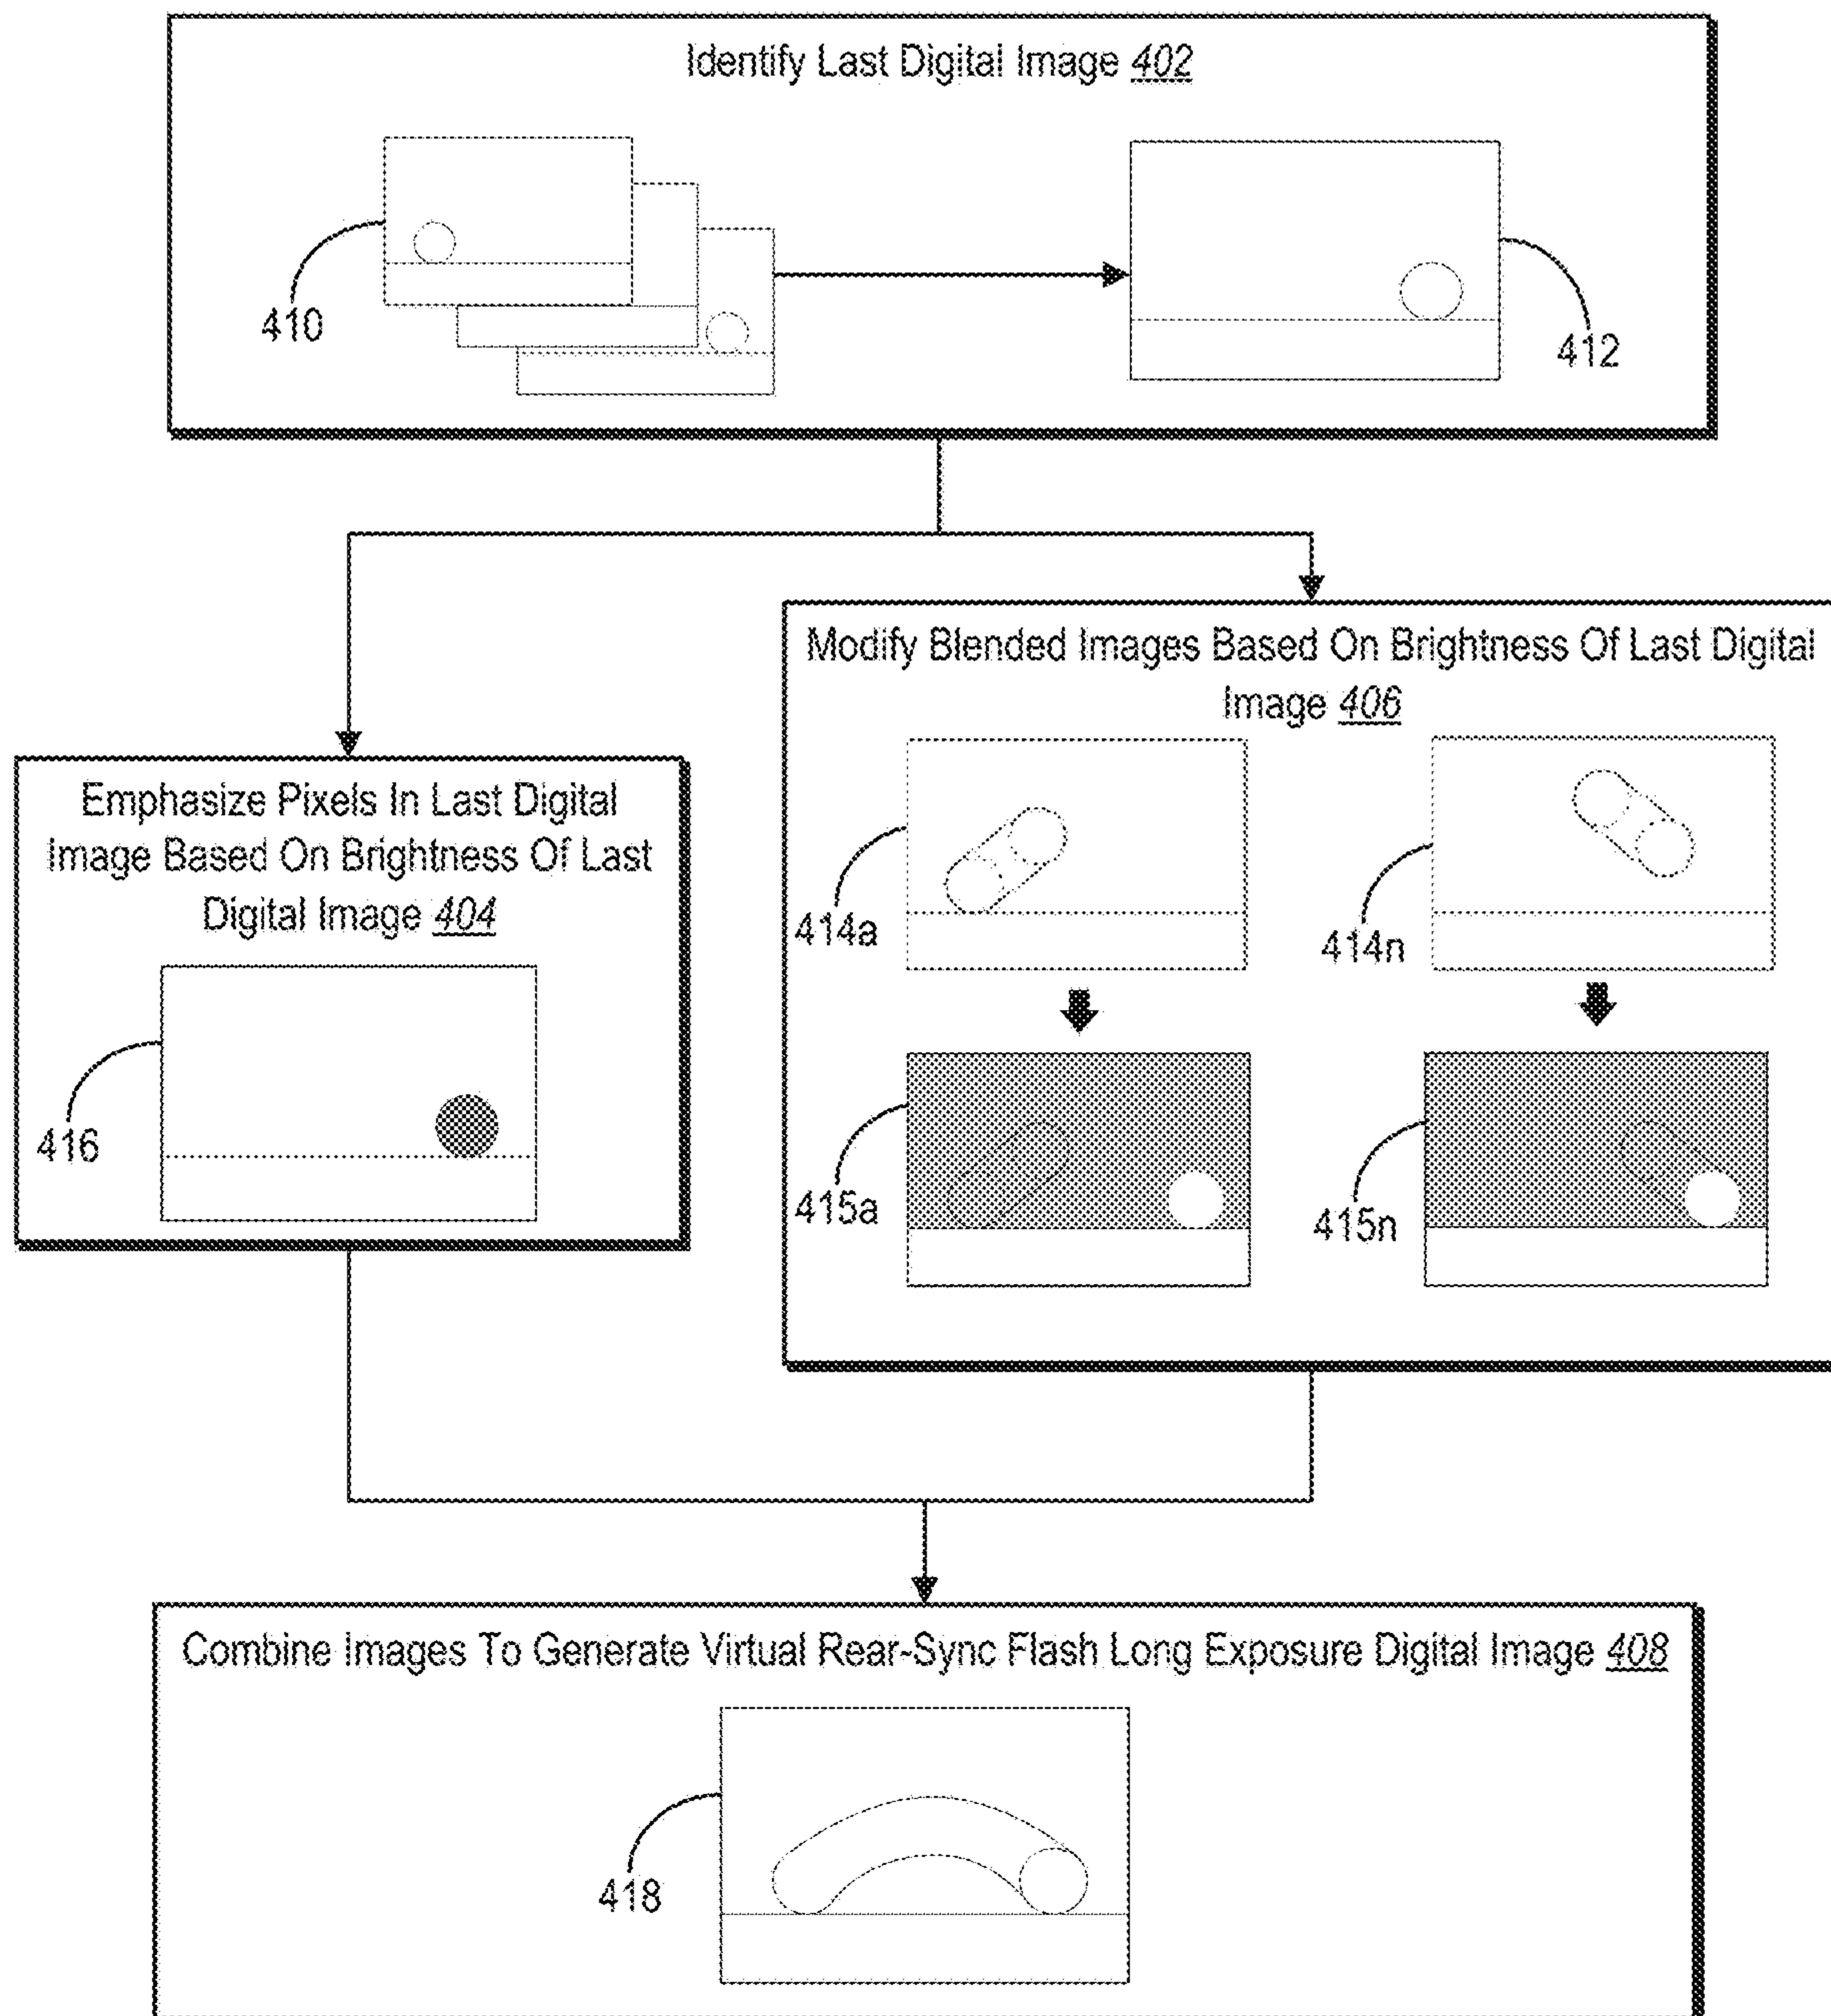 Identify Last Digital Image 402
410
412
Modify Blended Images Based On Brightness Of Last Digital
Image 406
414a
414n
415a
415n
Emphasize Pixels In Last Digital
Image Based On Brightness Of Last
Digital Image 404
416
Combine Images To Generate Virtual Rear-Sync Flash Long Exposure Digital Image 408
418